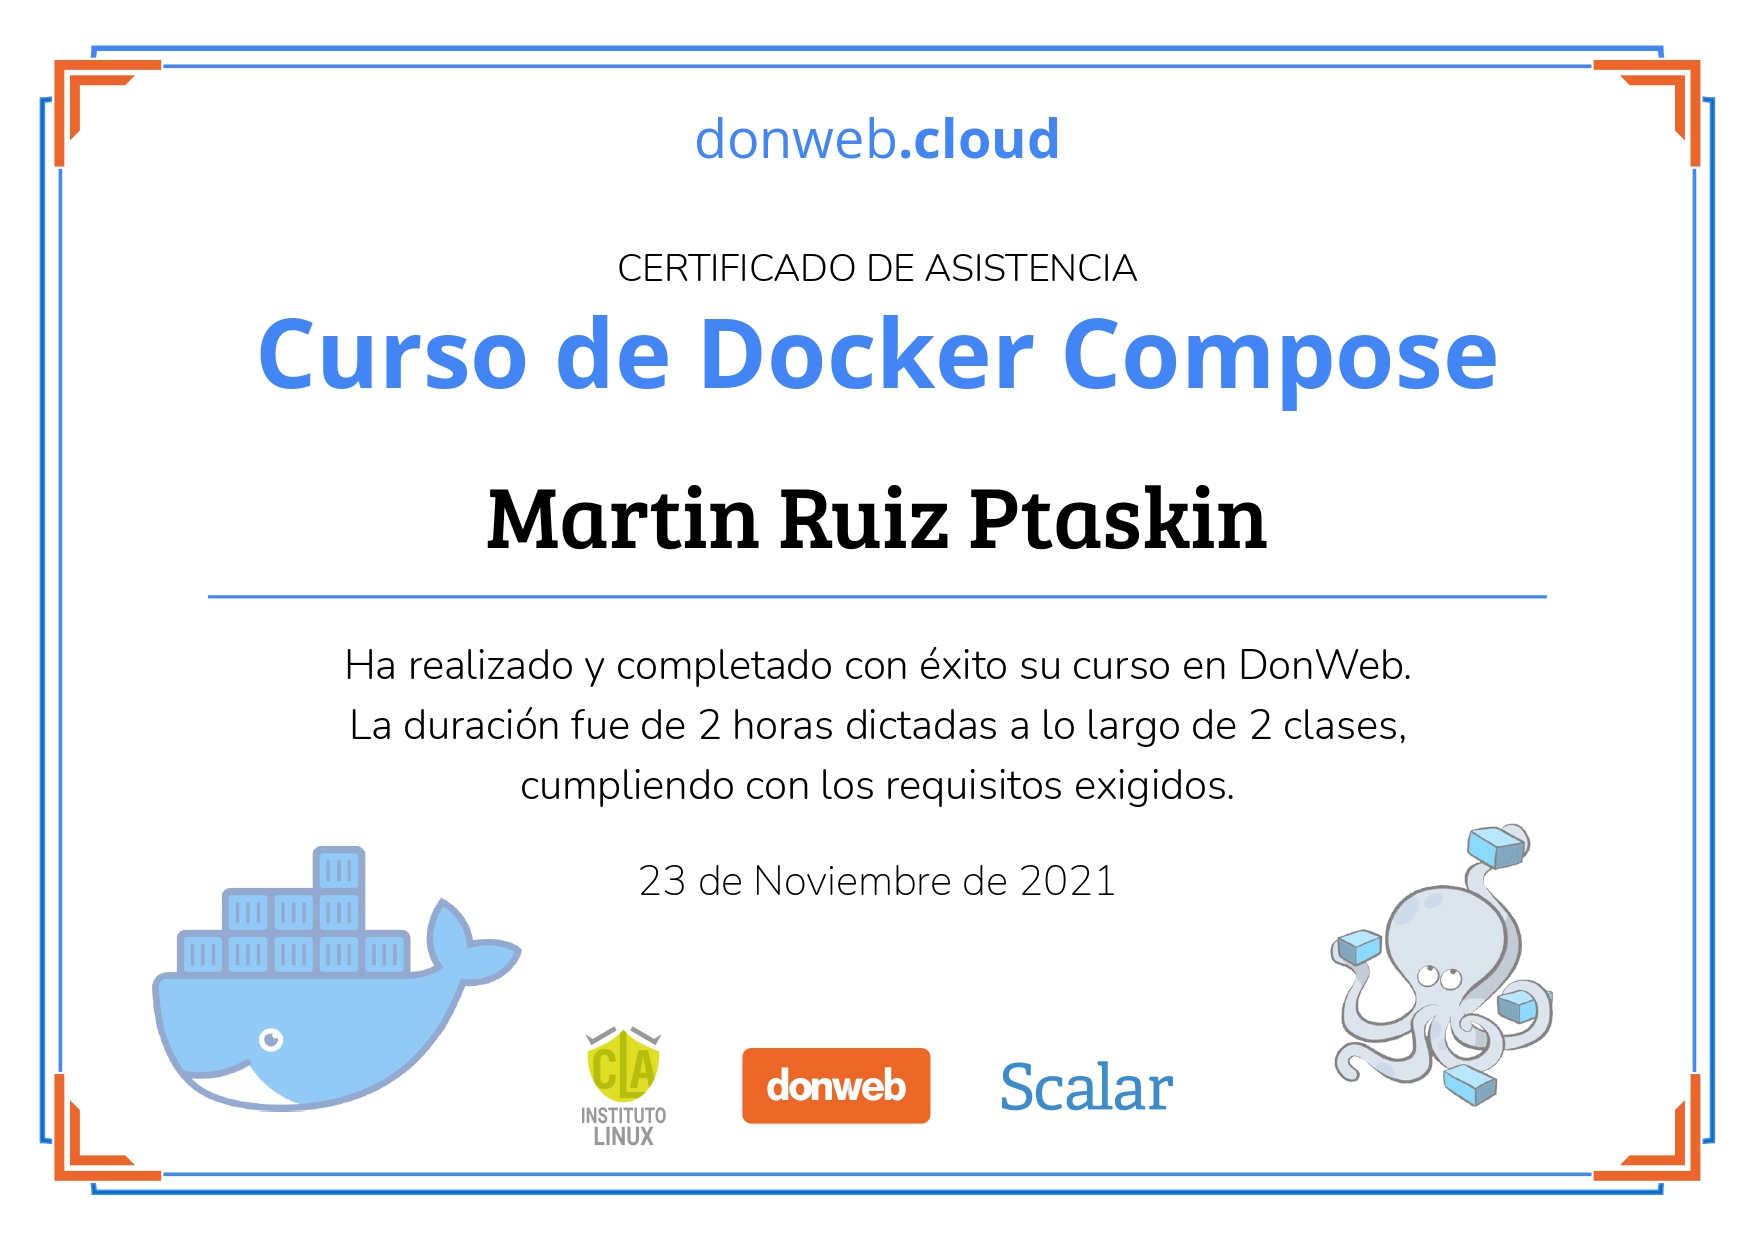 donweb.cloud
CERTIFICADO DE ASISTENCIA
Curso de Docker Compose
Martin Ruiz Ptaskin
Ha realizado y completado con éxito su curso en DonWeb.
La duración fue de 2 horas dictadas a lo largo de 2 clases,
cumpliendo con los requisitos exigidos.
23 de Noviembre de 2021
CLA
INSTITUTO
LINUX
donweb
Scalar